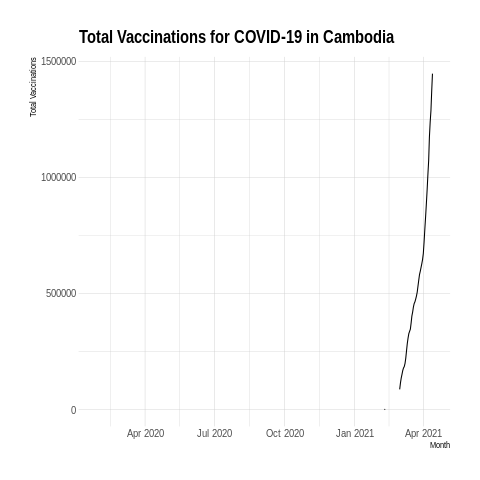 Total Vaccinations for COVID-19 in Cambodia
Total Vaccinations
1500000
1000000
500000
0
Apr 2020 Jul 2020 Oct 2020 Jan 2021 Apr 2021
Month